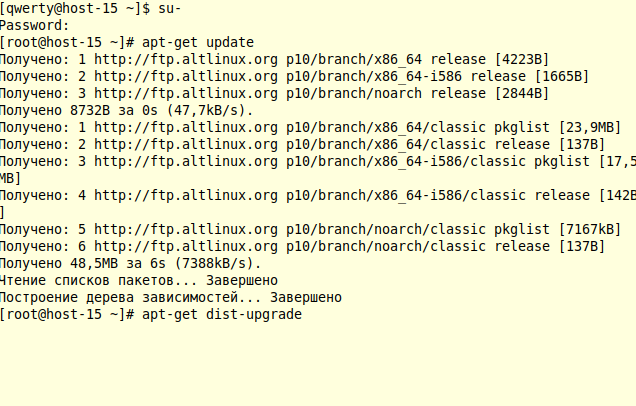 [qwerty@host-15 ~]$ su-
Password:
[root@host-15 ~]# apt-get update
Получено: 1 http://ftp.altlinux.org p10/branch/x86_64 release [4223B]
Получено: 2 http://ftp.altlinux.org p10/branch/x86_64-i586 release [1665B]
Получено: 3 http://ftp.altlinux.org p10/branch/noarch release [2844B]
Получено 8732B за 0s (47,7kB/s).
Получено: 1 http://ftp.altlinux.org p10/branch/x86_64/classic pkglist [23,9MB]
Получено: 2 http://ftp.altlinux.org p10/branch/x86_64/classic release [137B]
Получено: 3 http://ftp.altlinux.org p10/branch/x86_64-i586/classic pkglist [17,5
MB]
Получено: 4 http://ftp.altlinux.org p10/branch/x86_64-i586/classic release [142B
]
Получено: 5 http://ftp.altlinux.org p10/branch/noarch/classic pkglist [7167kB]
Получено: 6 http://ftp.altlinux.org p10/branch/noarch/classic release [137B]
Получено 48,5MB за 6s (7388kB/s).
Чтение списков пакетов... Завершено
Построение дерева зависимостей... Завершено
[root@host-15 ~]# apt-get dist-upgrade